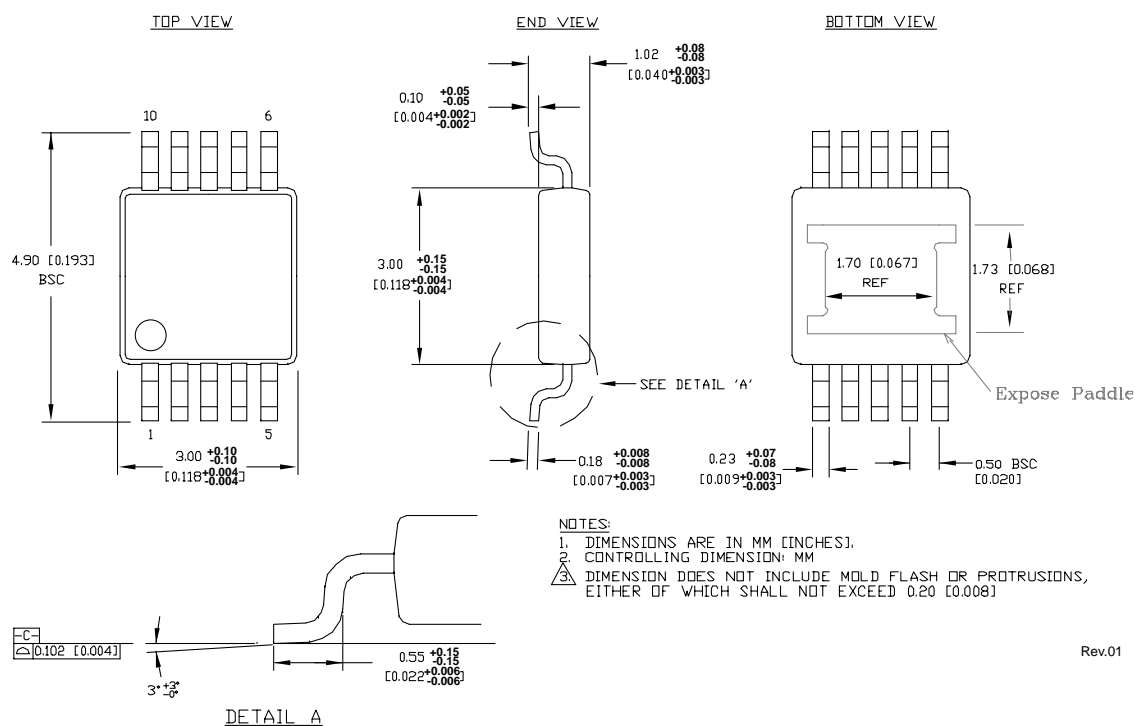 TOP VIEW
END VIEW
BOTTOM VIEW
1.02 +0.08 -0.08
[0.040+0.003 -0.003]
0.10 +0.05 -0.05
[0.004+0.002 -0.002]
10
6
4.90 [0.193]
BSC
3.00 +0.15 -0.15
[0.118+0.004 -0.004]
1.70 [0.067]
REF
1.73 [0.068]
REF
SEE DETAIL 'A'
Expose Paddle
1
5
3.00 +0.10 -0.10
[0.118+0.004 -0.004]
0.18 +0.008 -0.008
[0.007+0.003 -0.003]
0.23 +0.07 -0.08
[0.009+0.003 -0.003]
0.50 BSC
[0.020]
NOTES:
1. DIMENSIONS ARE IN MM [INCHES].
2. CONTROLLING DIMENSION: MM
3. DIMENSION DOES NOT INCLUDE MOLD FLASH OR PROTRUSIONS,
EITHER OF WHICH SHALL NOT EXCEED 0.20 [0.008]
-C-
0.102 [0.004]
3° +3° -0°
0.55 +0.15 -0.15
[0.022+0.006 -0.006]
DETAIL A
Rev.01